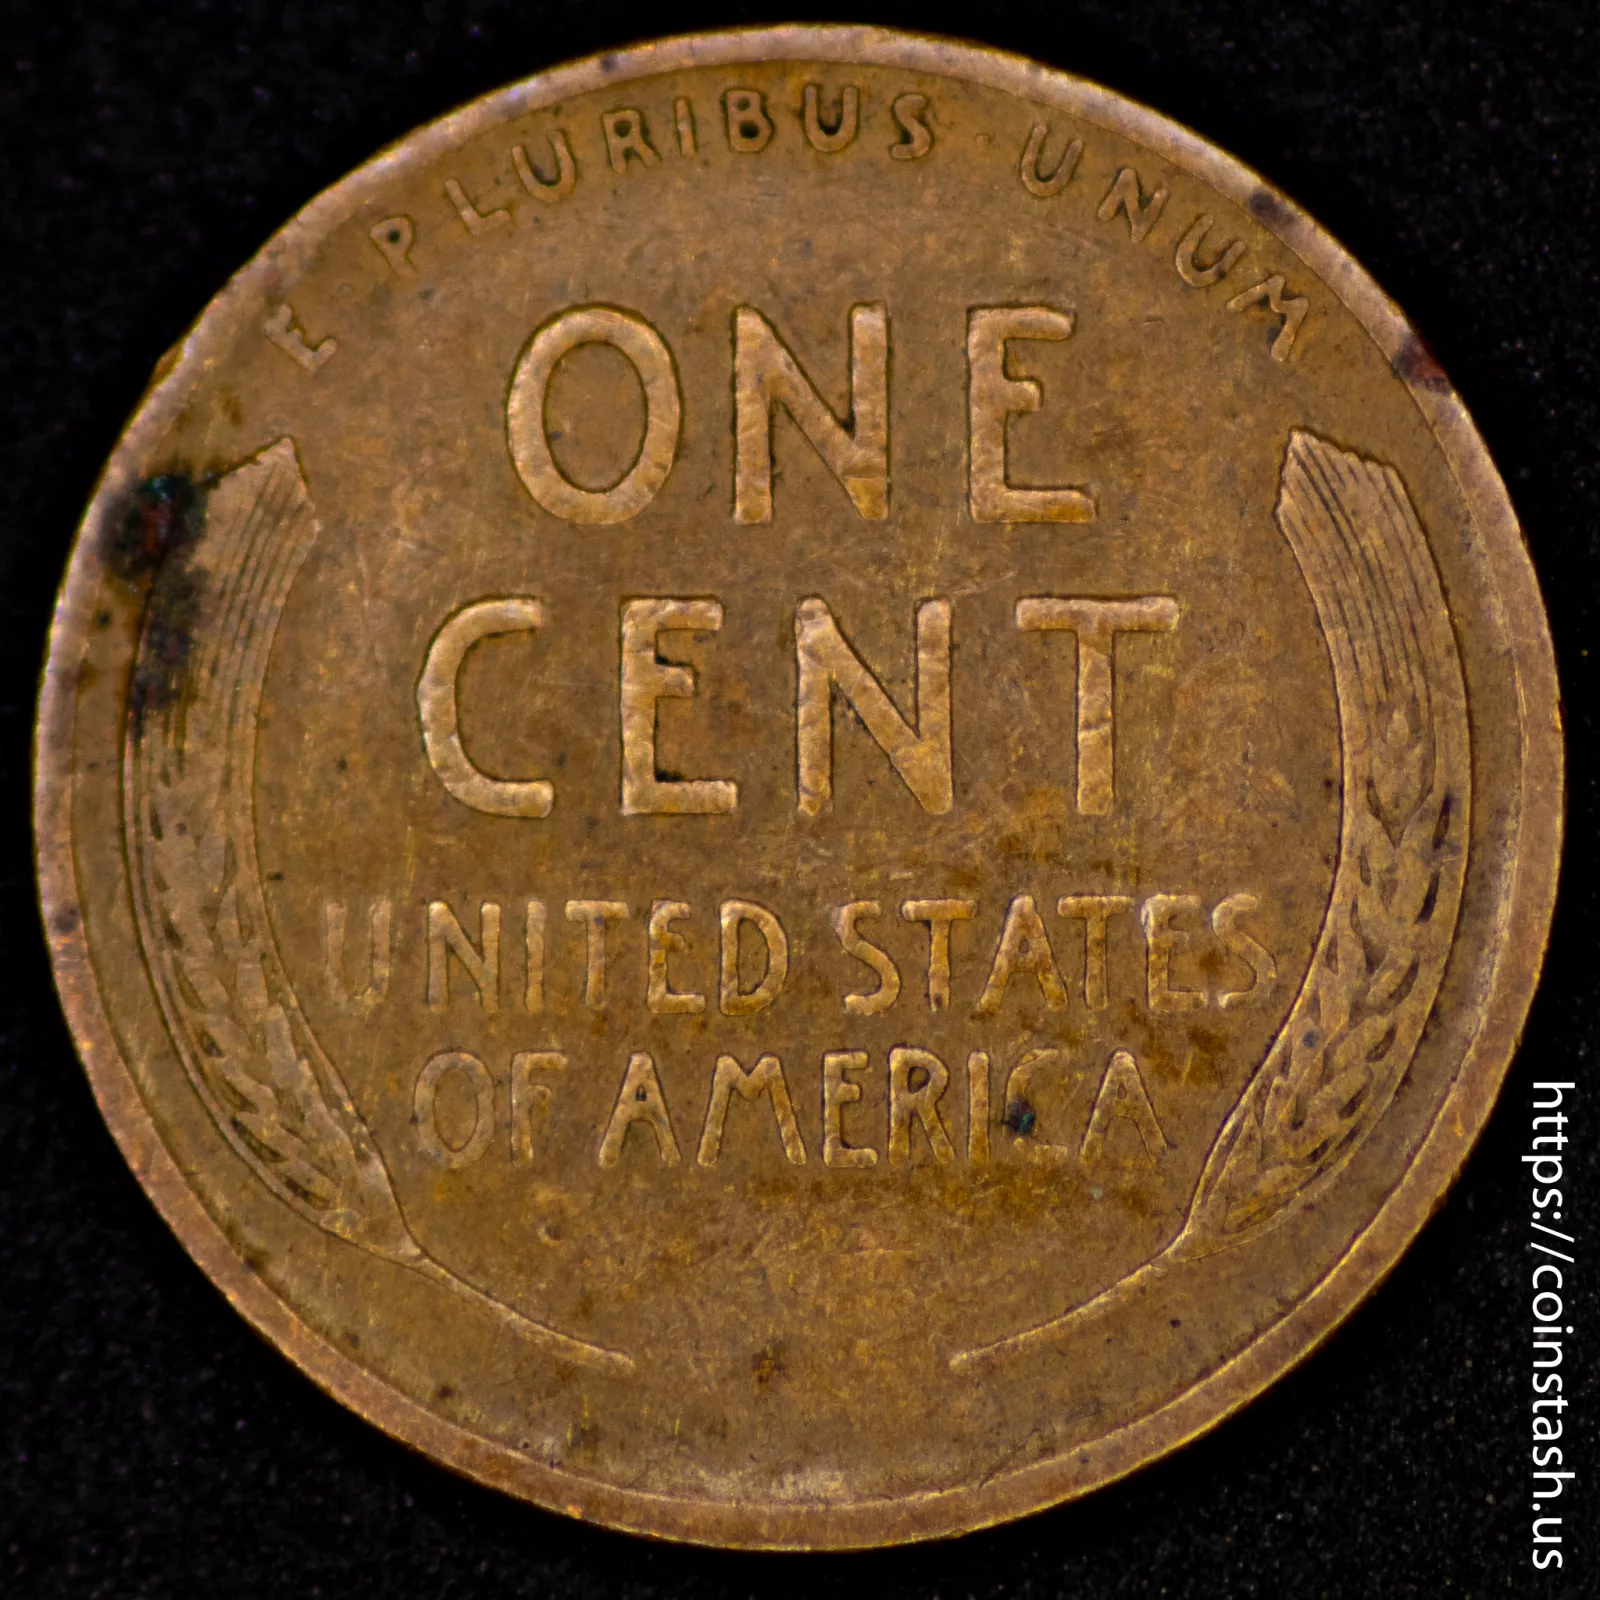 E · PLURIBUS · UNUM
ONE
CENT
UNITED STATES
OF AMERICA
https://coinstash.us